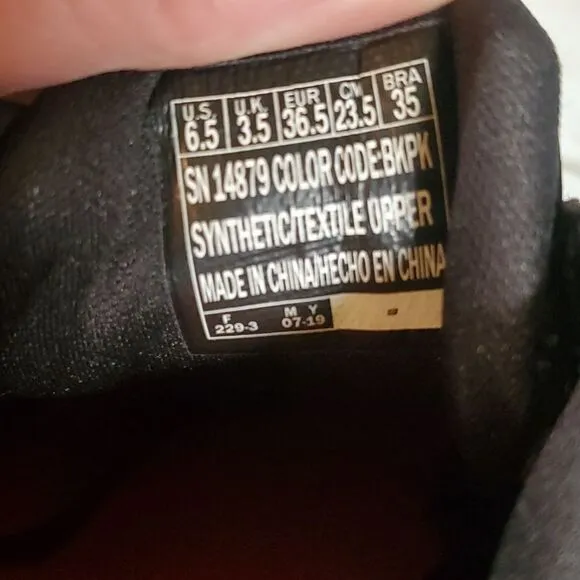 U.S. U.K. EUR CM BRA
6.5 3.5 36.5 23.5 35
SN 14879 COLOR CODE:BKPK
SYNTHETIC/TEXTILE UPPER
MADE IN CHINA/HECHO EN CHINA
F M Y
229-3 07-19